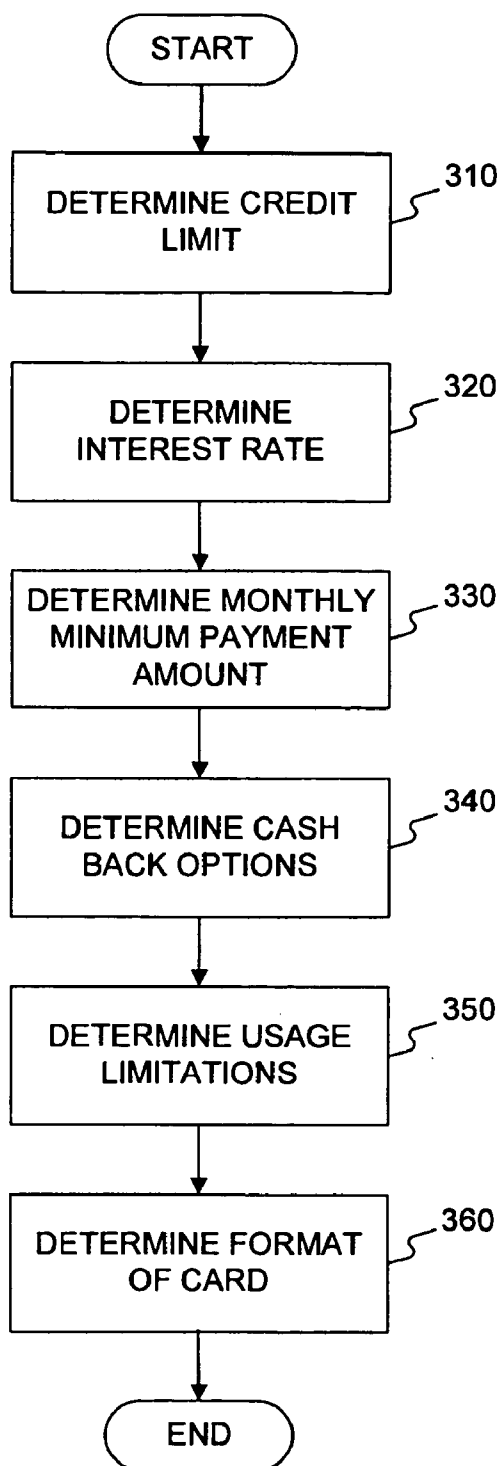 START
310
DETERMINE CREDIT
LIMIT
320
DETERMINE
INTEREST RATE
330
DETERMINE MONTHLY
MINIMUM PAYMENT
AMOUNT
340
DETERMINE CASH
BACK OPTIONS
350
DETERMINE USAGE
LIMITATIONS
360
DETERMINE FORMAT
OF CARD
END